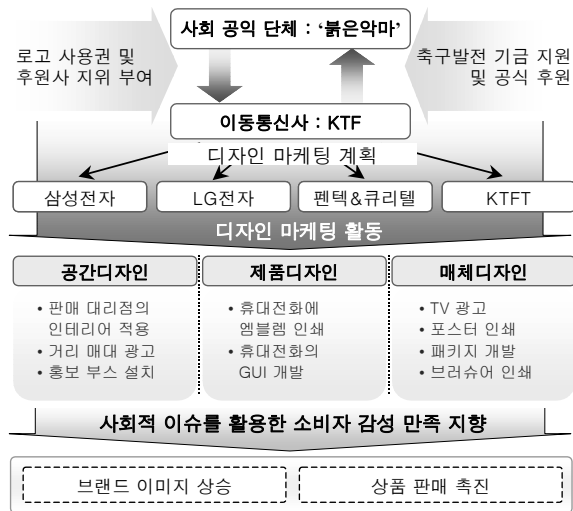 사회 공익 단체 : ‘붉은악마’
로고 사용권 및
후원사 지위 부여
축구발전 기금 지원
및 공식 후원
이동통신사 : KTF
디자인 마케팅 계획
삼성전자
LG전자
펜텍&큐리텔
KTFT
디자인 마케팅 활동
공간디자인
• 판매 대리점의
인테리어 적용
• 거리 매대 광고
• 홍보 부스 설치
제품디자인
• 휴대전화에
엠블렘 인쇄
• 휴대전화의
GUI 개발
매체디자인
• TV 광고
• 포스터 인쇄
• 패키지 개발
• 브러슈어 인쇄
사회적 이슈를 활용한 소비자 감성 만족 지향
브랜드 이미지 상승
상품 판매 촉진